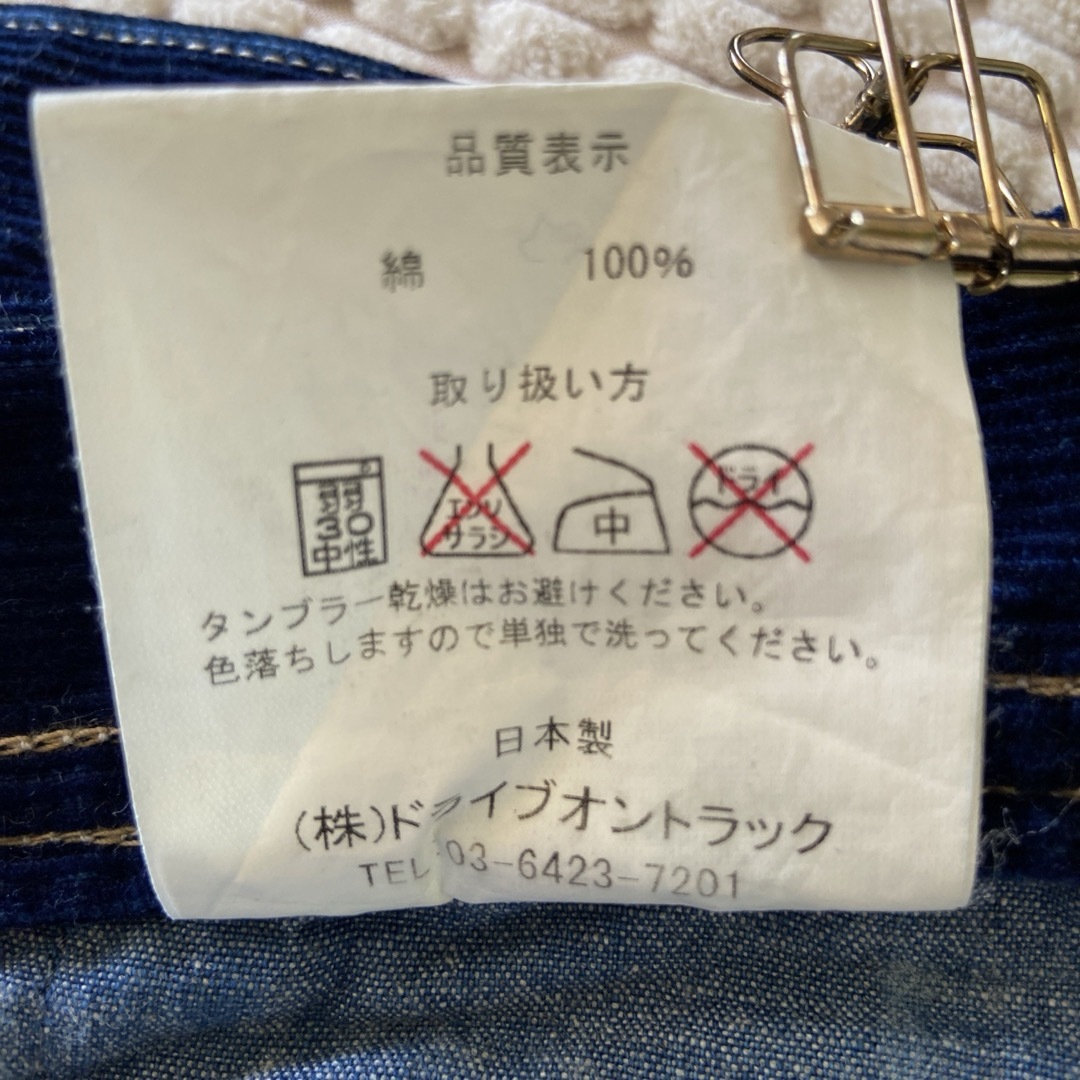 品質表示
綿 100%
取り扱い方
弱
30
中性
エンソ
サラシ
中
ドライ
タンブラー乾燥はお避けください。
色落ちしますので単独で洗ってください。
日本製
(株)ドライブオントラック
TEL 03-6423-7201